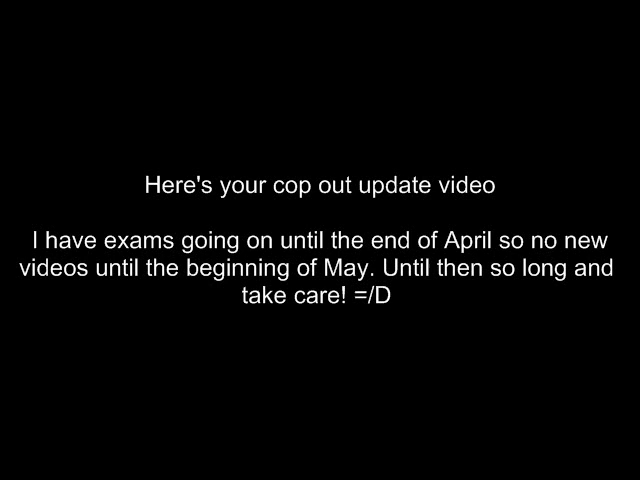 Here's your cop out update video
I have exams going on until the end of April so no new
videos until the beginning of May. Until then so long and
take care! =/D